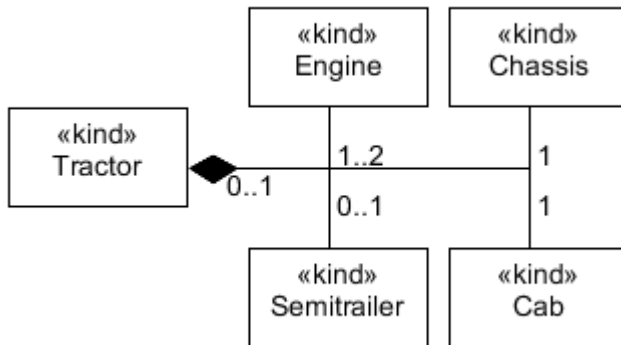 «kind»
Engine
«kind»
Chassis
«kind»
Tractor
1..2
1
0..1
0..1
1
«kind»
Semitrailer
«kind»
Cab